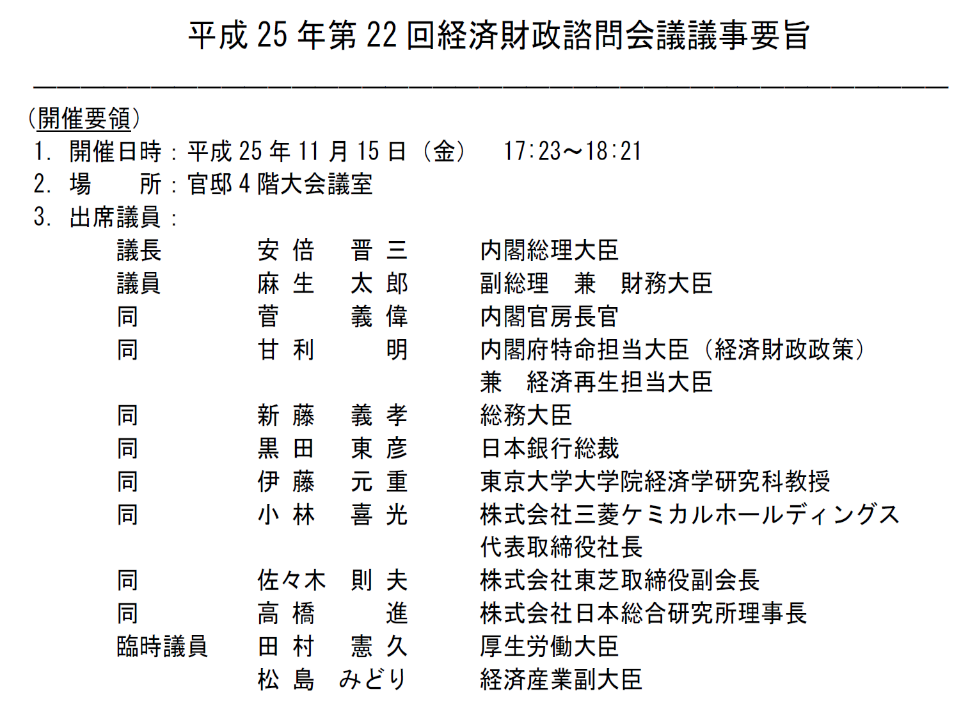 平成 25 年第 22 回経済財政諮問会議議事要旨
(開催要領)
1. 開催日時:平成 25 年 11 月 15 日(金) 17:23~18:21
2. 場 所:官邸4階大会議室
3. 出席議員:
議長 安 倍 晋 三 内閣総理大臣
議員 麻 生 太 郎 副総理 兼 財務大臣
同 菅 義 偉 内閣官房長官
同 甘 利 明 内閣府特命担当大臣(経済財政政策)
兼 経済再生担当大臣
同 新 藤 義 孝 総務大臣
同 黒 田 東 彦 日本銀行総裁
同 伊 藤 元 重 東京大学大学院経済学研究科教授
同 小 林 喜 光 株式会社三菱ケミカルホールディングス
代表取締役社長
同 佐々木 則 夫 株式会社東芝取締役副会長
同 高 橋 進 株式会社日本総合研究所理事長
臨時議員 田 村 憲 久 厚生労働大臣
松 島 みどり 経済産業副大臣